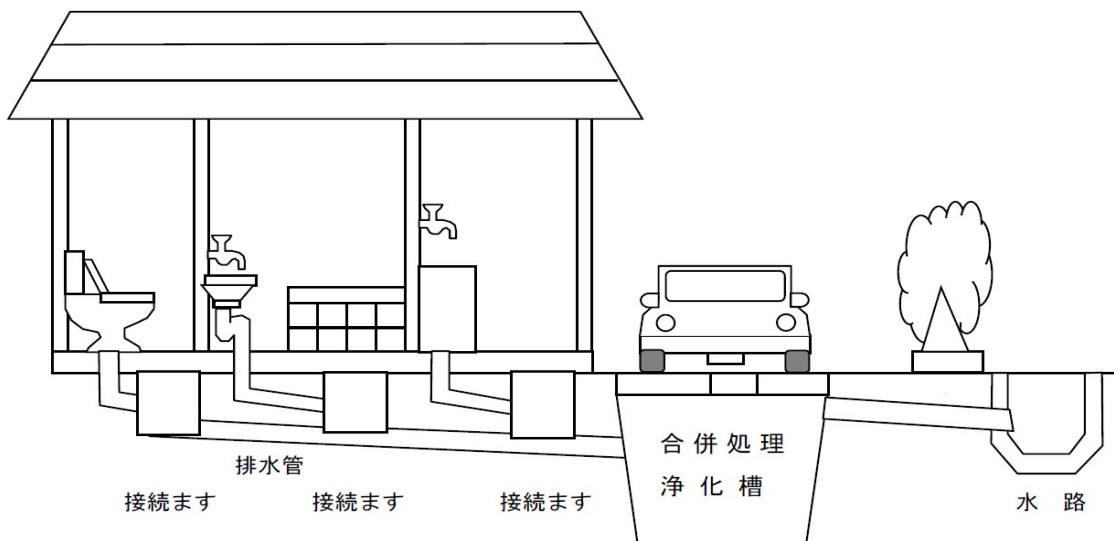 合併処理
浄化槽
排水管
接続ます
接続ます
接続ます
水路